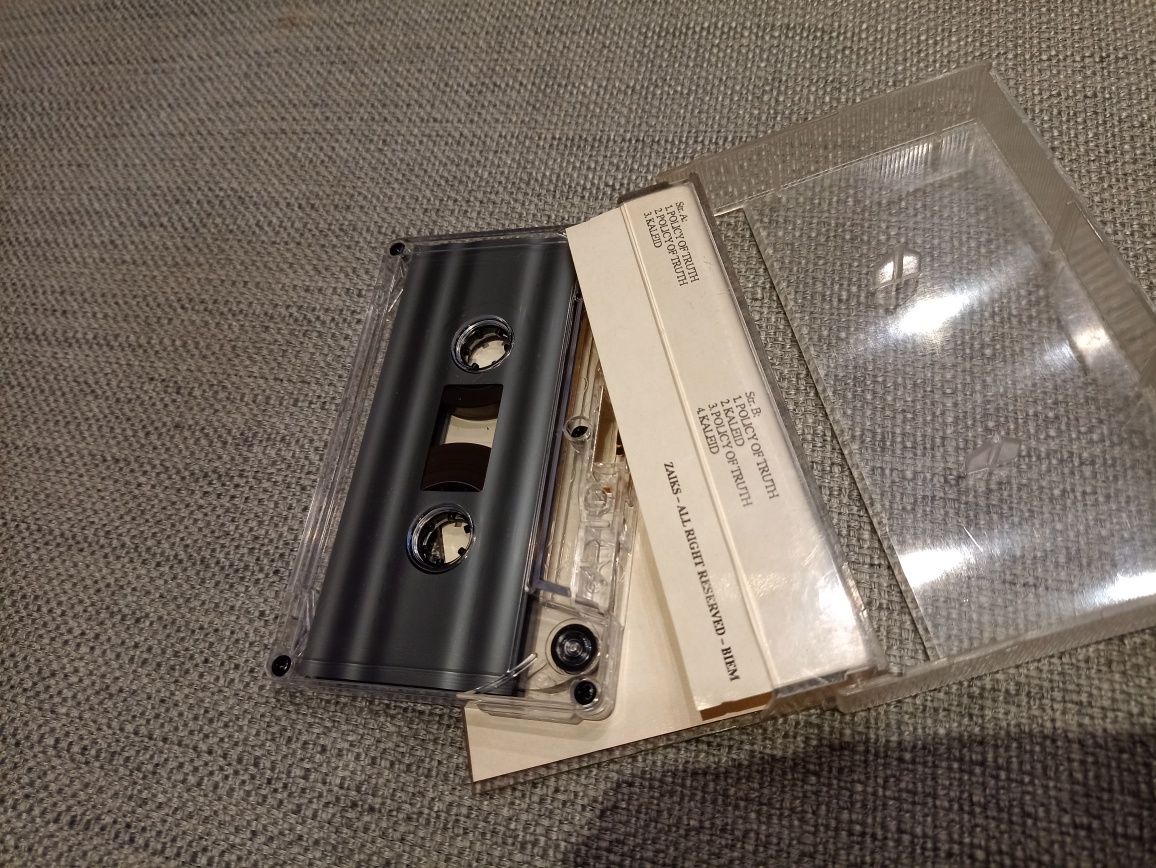 Str. A:
1. POLICY OF TRUTH
2. POLICY OF TRUTH
3. KALEID
Str. B:
1. POLICY OF TRUTH
2. KALEID
3. POLICY OF TRUTH
4. KALEID
ZAIKS – ALL RIGHT RESERVED – BIEM